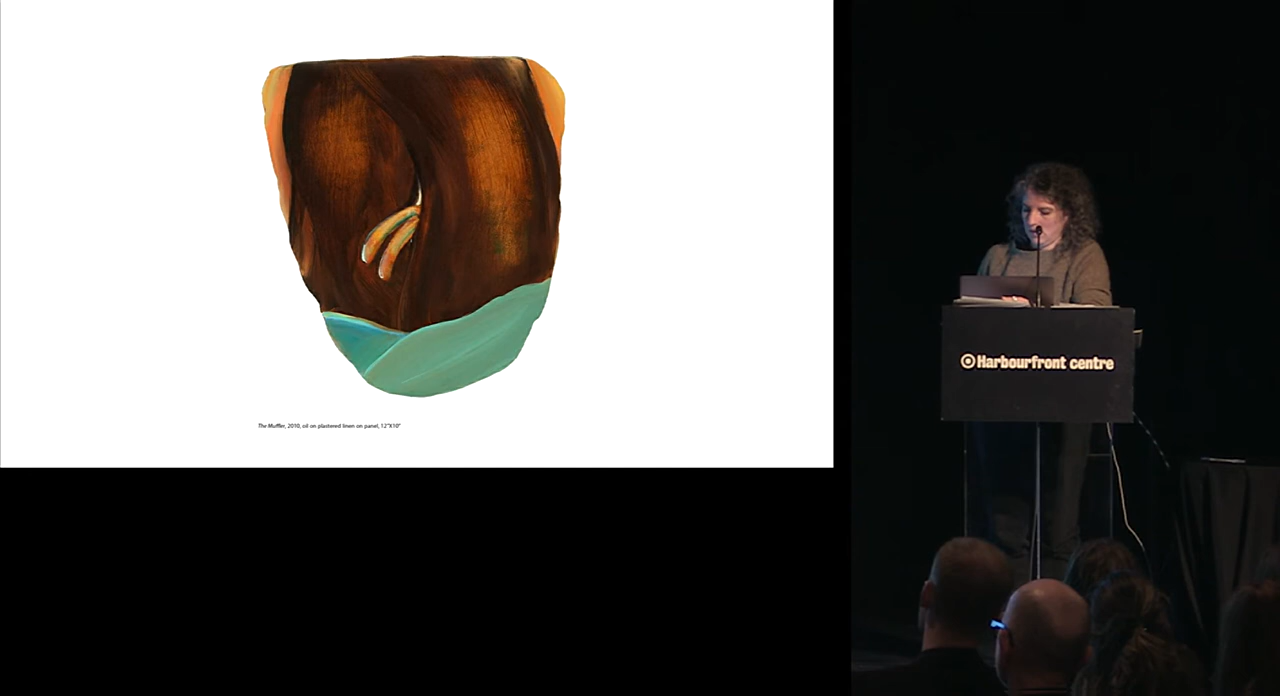 The Muffler, 2010, oil on plastered linen on panel, 12"X10"
Harbourfront centre